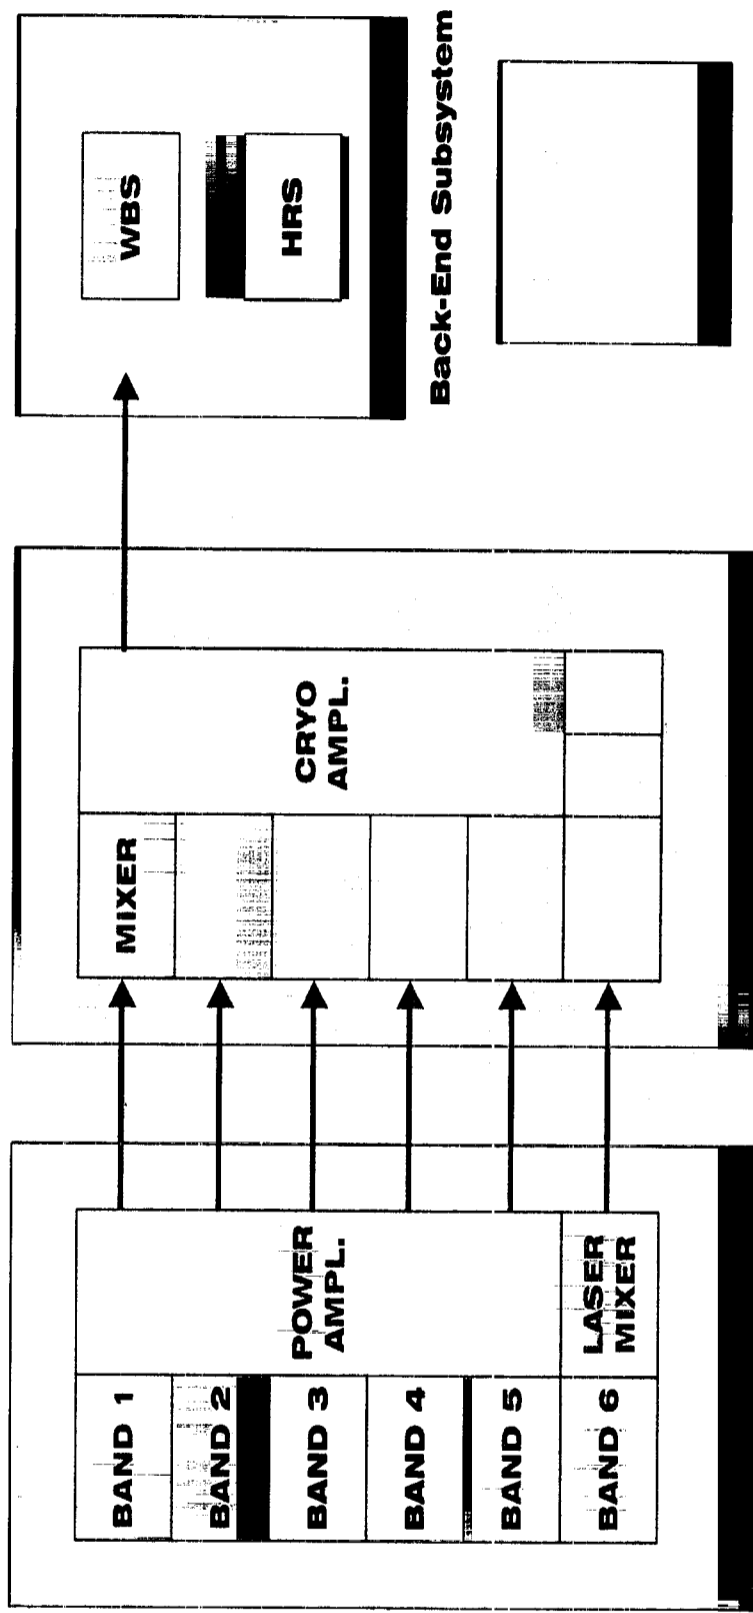 BAND 1
BAND 2
BAND 3
BAND 4
BAND 5
BAND 6
POWER
AMPL.
LASER
MIXER
MIXER
CRYO
AMPL.
WBS
HRS
Back-End Subsystem